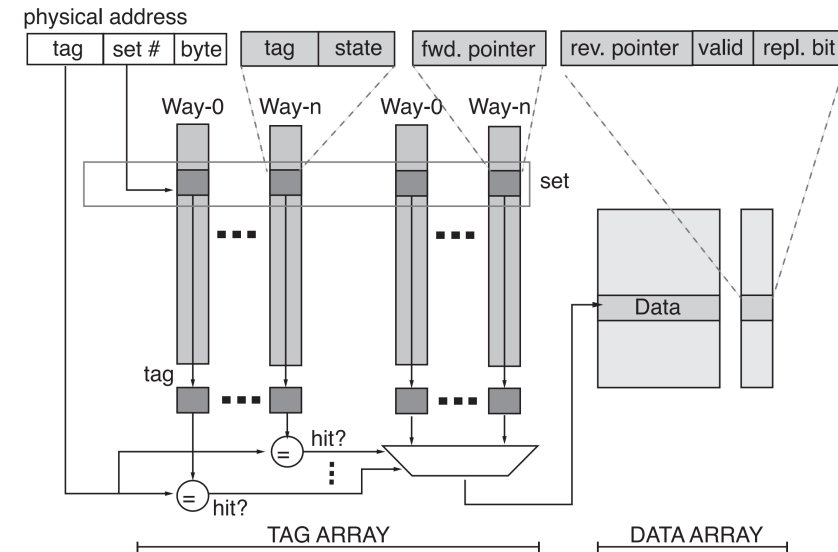 physical address
tag set # byte tag state fwd. pointer rev. pointer valid repl. bit
Way-0 Way-n Way-0 Way-n
set
Data
tag
hit?
=
=
hit?
TAG ARRAY DATA ARRAY